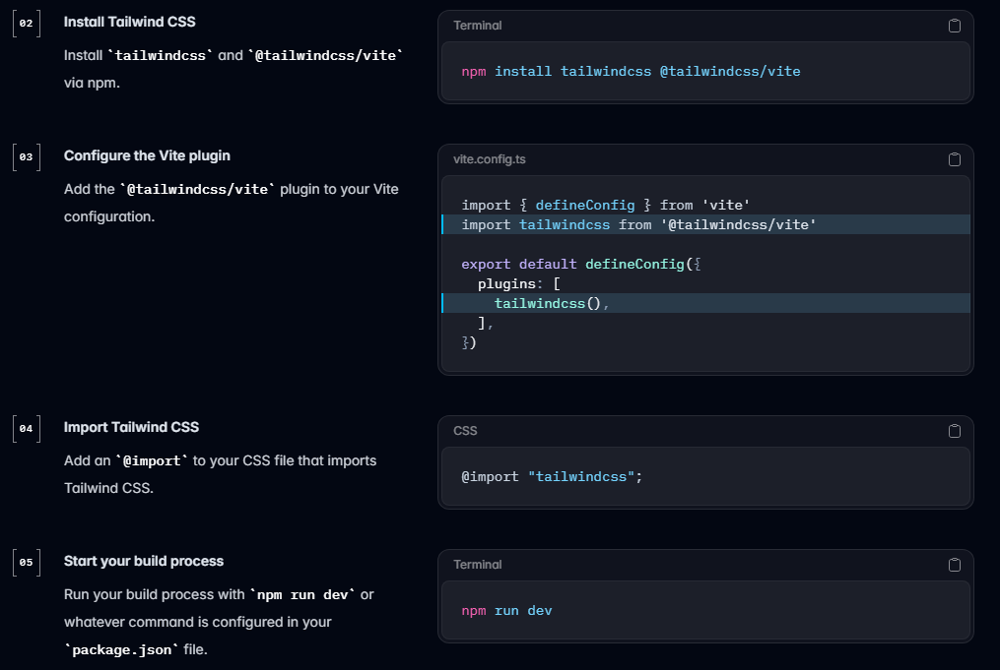 02
Install Tailwind CSS
Install `tailwindcss` and `@tailwindcss/vite`
via npm.
Terminal
npm install tailwindcss @tailwindcss/vite
03
Configure the Vite plugin
Add the `@tailwindcss/vite` plugin to your Vite
configuration.
vite.config.ts
import { defineConfig } from 'vite'
import tailwindcss from '@tailwindcss/vite'
export default defineConfig({
  plugins: [
    tailwindcss(),
  ],
})
04
Import Tailwind CSS
Add an `@import` to your CSS file that imports
Tailwind CSS.
CSS
@import "tailwindcss";
05
Start your build process
Run your build process with `npm run dev` or
whatever command is configured in your
`package.json` file.
Terminal
npm run dev